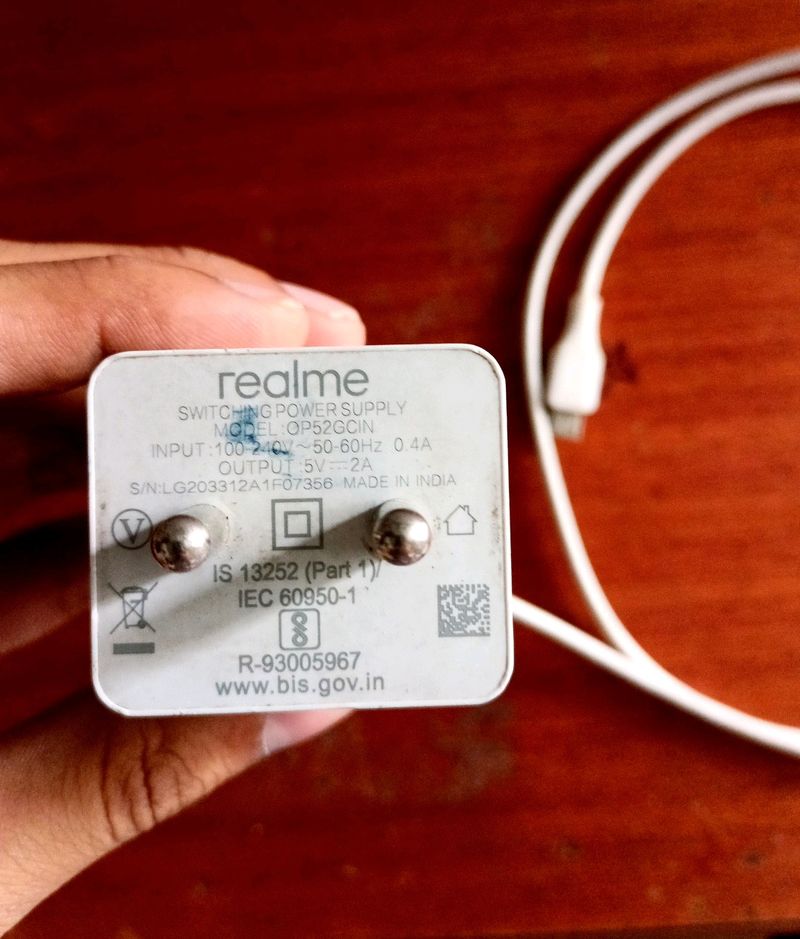 realme
SWITCHING POWER SUPPLY
MODEL:OP52GCIN
INPUT:100-240V~50-60Hz 0.4A
OUTPUT:5V⎓2A
S/N:LG203312A1F07356 MADE IN INDIA
V
IS 13252 (Part 1)/
IEC 60950-1
R-93005967
www.bis.gov.in